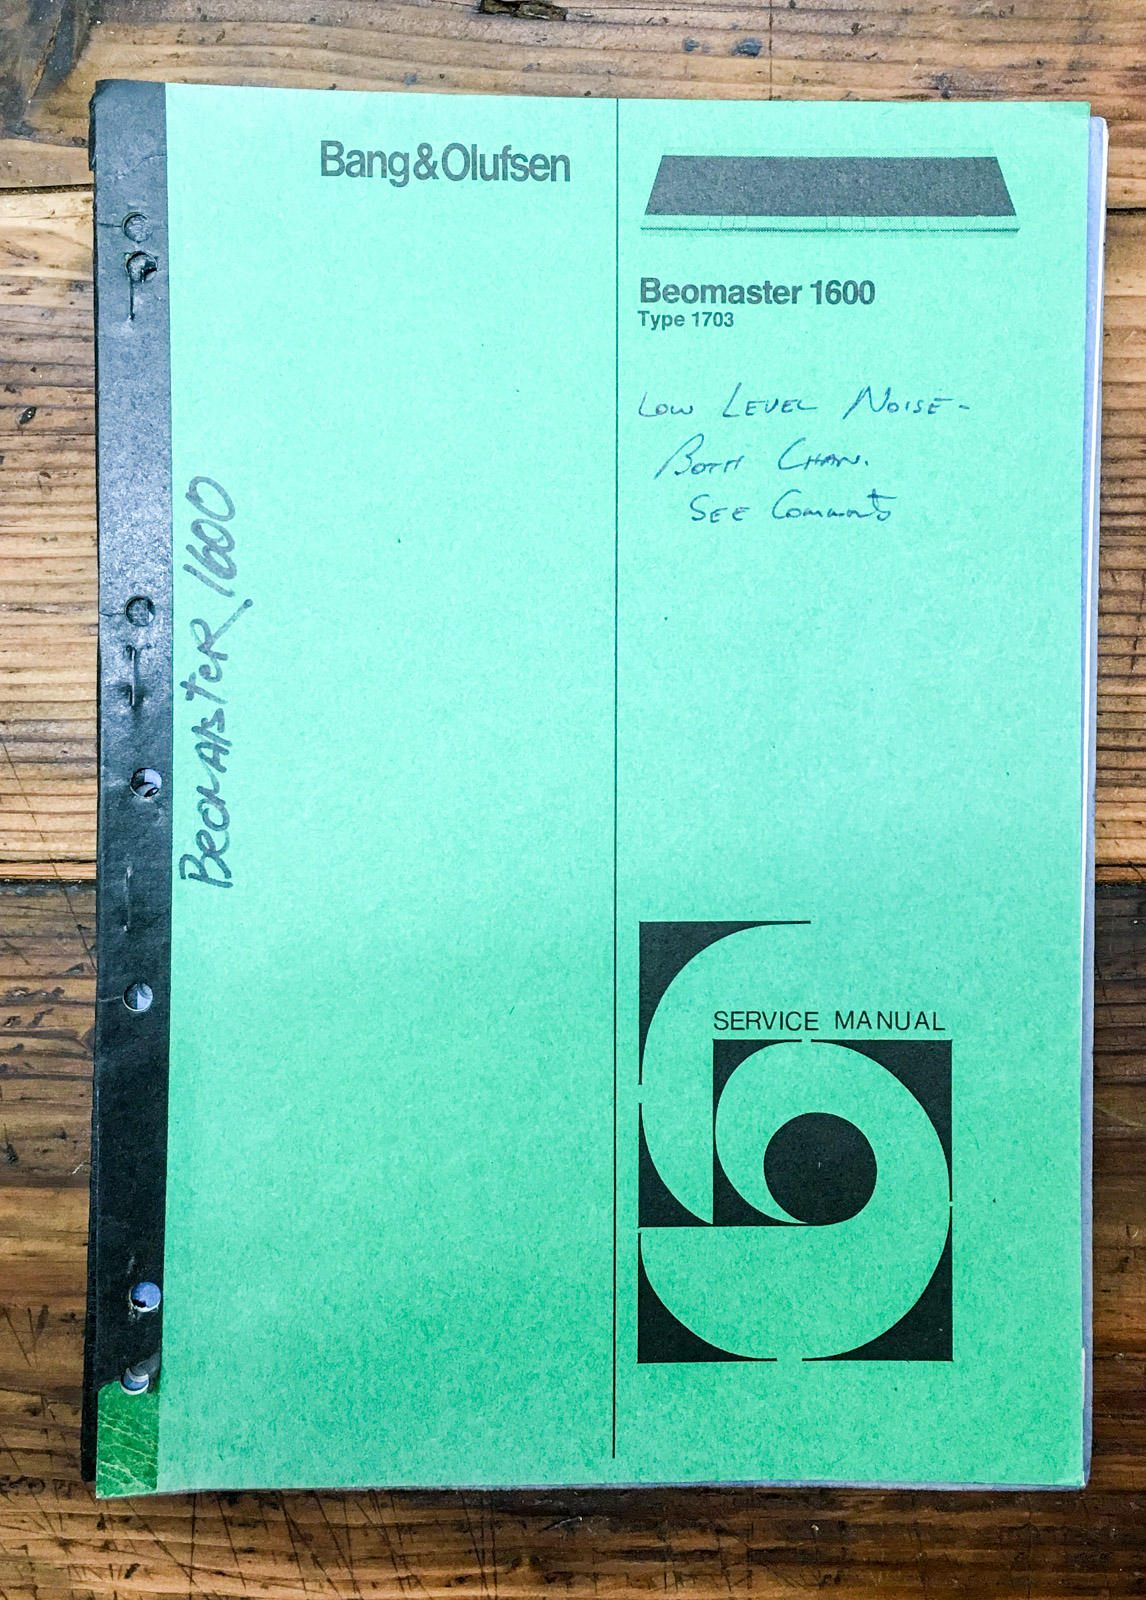 Bang&Olufsen
Beomaster 1600
Type 1703
LOW LEVEL NOISE-
BOTH CHAN.
SEE Comments
Beomaster 1600
SERVICE MANUAL